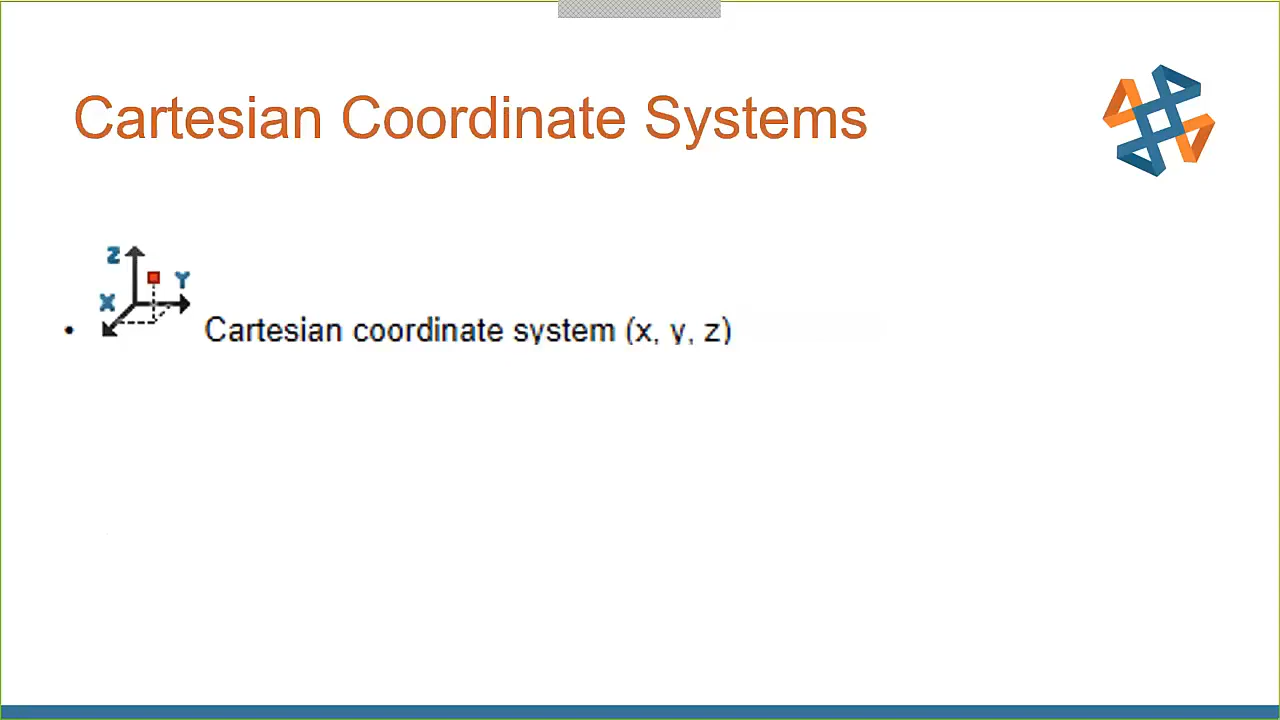 Cartesian Coordinate Systems
Z
Y
X
• Cartesian coordinate system (x, y, z)